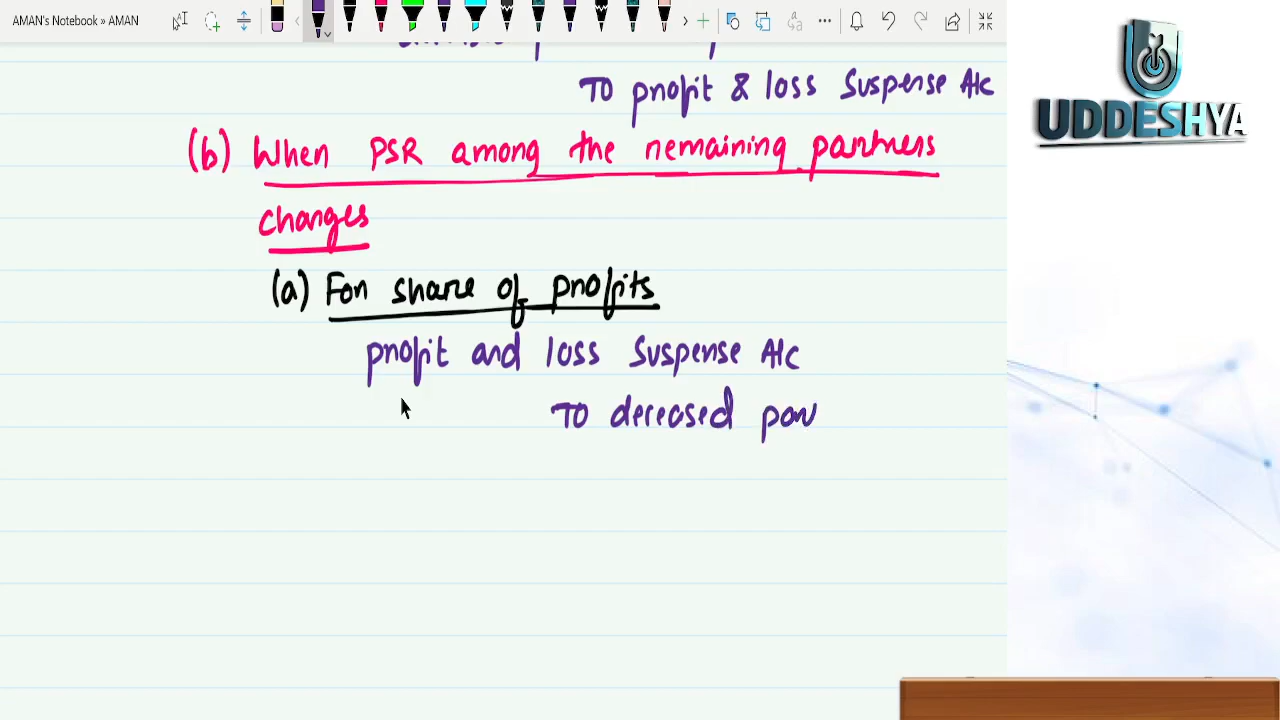 AMAN's Notebook » AMAN
UDDESHYA
To profit & loss Suspense A/c
(b) When PSR among the remaining partners
changes
(a) For share of profits
profit and loss Suspense A/c
To deceased par